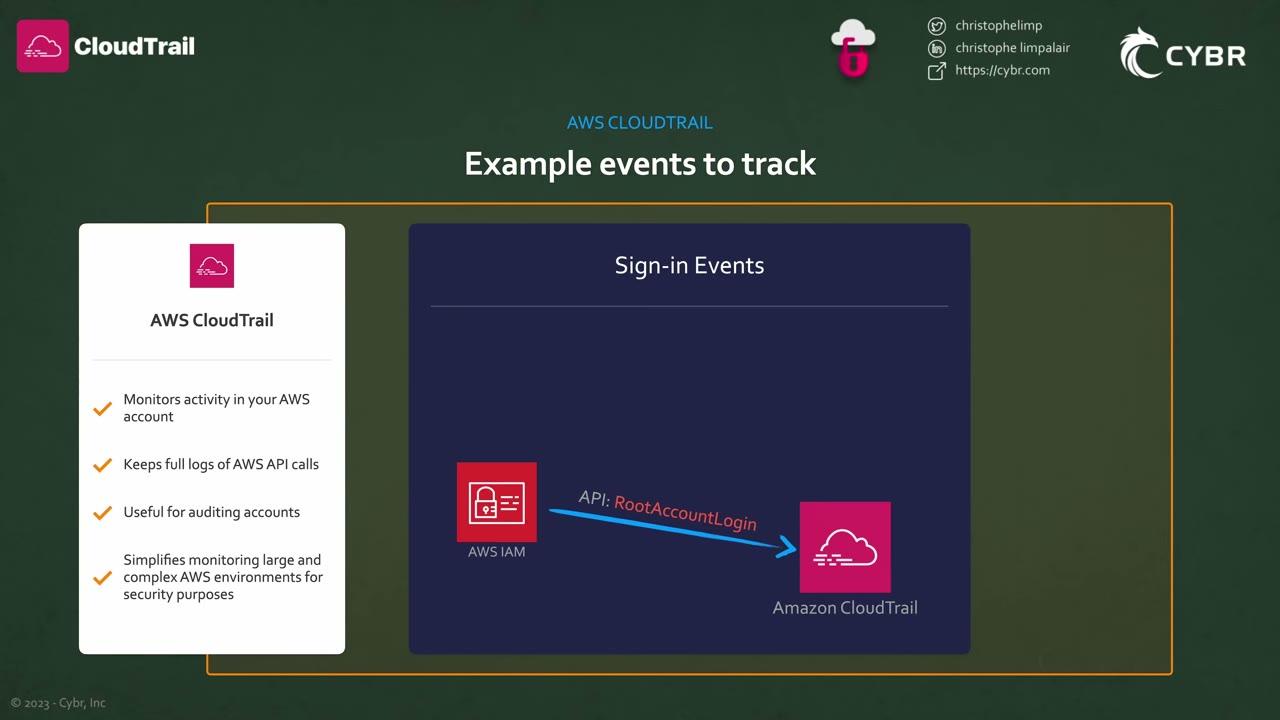 CloudTrail
christophelimp
christophe limpalair
https://cybr.com
CYBR
AWS CLOUDTRAIL
Example events to track
AWS CloudTrail
Monitors activity in your AWS
account
Keeps full logs of AWS API calls
Useful for auditing accounts
Simplifies monitoring large and
complex AWS environments for
security purposes
Sign-in Events
API: RootAccountLogin
AWS IAM
Amazon CloudTrail
© 2023 - Cybr, Inc